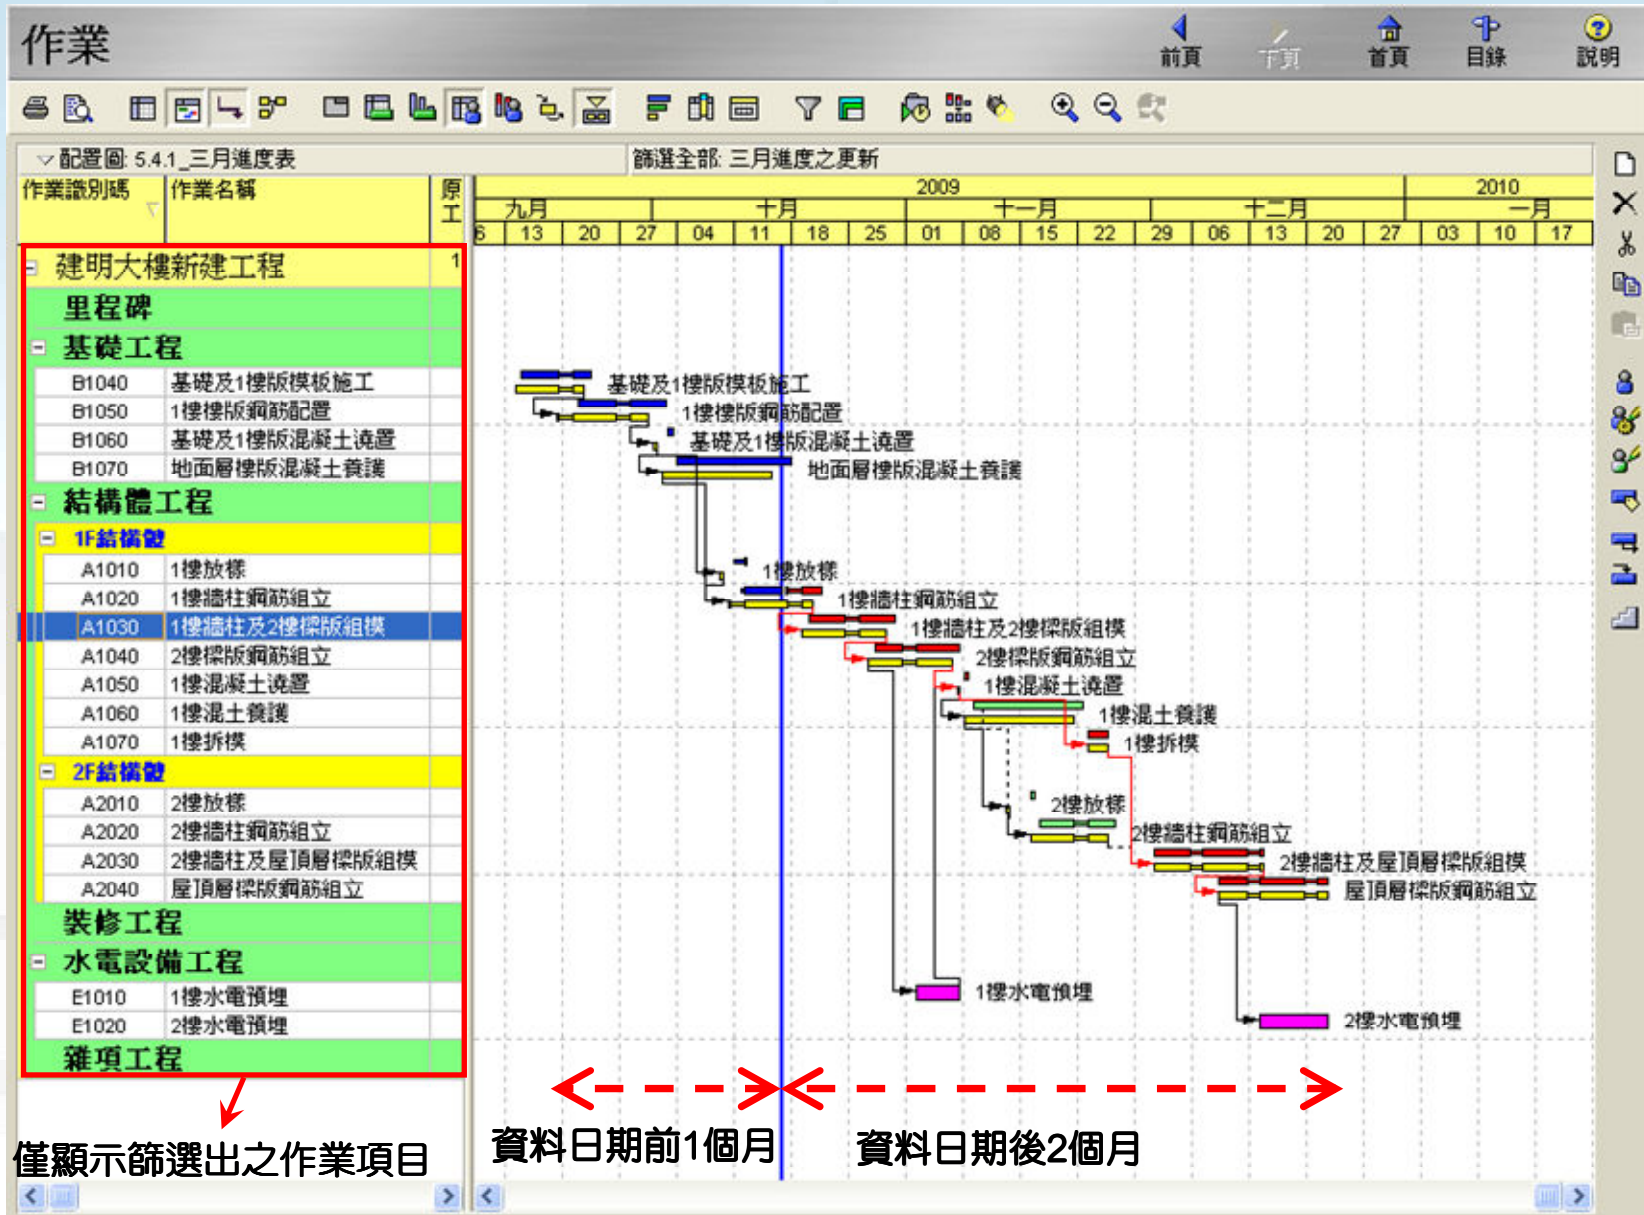 作業
前頁
下頁
首頁
目錄
說明
配置圖: 5.4.1_三月進度表
篩選全部: 三月進度之更新
作業識別碼
作業名稱
原
工
2009
2010
九月
十月
十一月
十二月
一月
6 13 20 27 04 11 18 25 01 08 15 22 29 06 13 20 27 03 10 17
建明大樓新建工程 1
里程碑
基礎工程
B1040 基礎及1樓版模板施工
B1050 1樓樓版鋼筋配置
B1060 基礎及1樓版混凝土澆置
B1070 地面層樓版混凝土養護
結構體工程
1F結構體
A1010 1樓放樣
A1020 1樓牆柱鋼筋組立
A1030 1樓牆柱及2樓樑版組模
A1040 2樓樑版鋼筋組立
A1050 1樓混凝土澆置
A1060 1樓混土養護
A1070 1樓拆模
2F結構體
A2010 2樓放樣
A2020 2樓牆柱鋼筋組立
A2030 2樓牆柱及屋頂層樑版組模
A2040 屋頂層樑版鋼筋組立
裝修工程
水電設備工程
E1010 1樓水電預埋
E1020 2樓水電預埋
雜項工程
基礎及1樓版模板施工
1樓樓版鋼筋配置
基礎及1樓版混凝土澆置
地面層樓版混凝土養護
1樓放樣
1樓牆柱鋼筋組立
1樓牆柱及2樓樑版組模
2樓樑版鋼筋組立
1樓混凝土澆置
1樓混土養護
1樓拆模
2樓放樣
2樓牆柱鋼筋組立
2樓牆柱及屋頂層樑版組模
屋頂層樑版鋼筋組立
1樓水電預埋
2樓水電預埋
僅顯示篩選出之作業項目
資料日期前1個月
資料日期後2個月